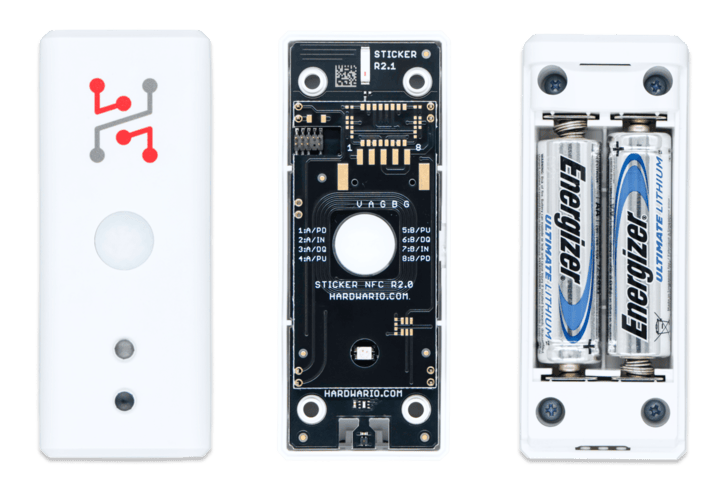 STICKER
R2.1
1
8
V A G B G
1:A/PD
2:A/IN
3:A/DQ
4:A/PU
5:B/PU
6:B/DQ
7:B/IN
8:B/PD
STICKER NFC R2.0
HARDWARIO.COM
HARDWARIO.COM
+
Energizer
ULTIMATE LITHIUM
+
Energizer
ULTIMATE LITHIUM